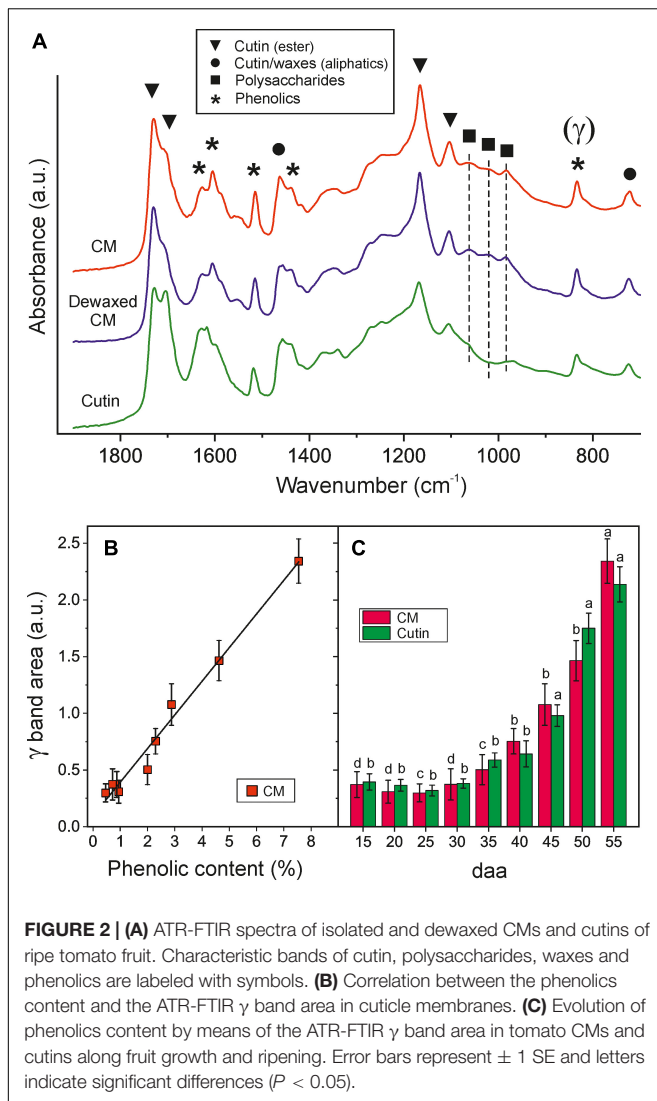 A
Cutin (ester)
Cutin/waxes (aliphatics)
Polysaccharides
Phenolics
(γ)
* * * * *
Absorbance (a.u.)
CM
Dewaxed
CM
Cutin
1800 1600 1400 1200 1000 800
Wavenumber (cm⁻¹)
B
γ band area (a.u.)
2.5
2.0
1.5
1.0
0.5
0.0
CM
0 1 2 3 4 5 6 7 8
Phenolic content (%)
C
CM
Cutin
d b d b c b d b c b b b b a b a a a
15 20 25 30 35 40 45 50 55
daa
FIGURE 2 | (A) ATR-FTIR spectra of isolated and dewaxed CMs and cutins of
ripe tomato fruit. Characteristic bands of cutin, polysaccharides, waxes and
phenolics are labeled with symbols. (B) Correlation between the phenolics
content and the ATR-FTIR γ band area in cuticle membranes. (C) Evolution of
phenolics content by means of the ATR-FTIR γ band area in tomato CMs and
cutins along fruit growth and ripening. Error bars represent ± 1 SE and letters
indicate significant differences (P < 0.05).